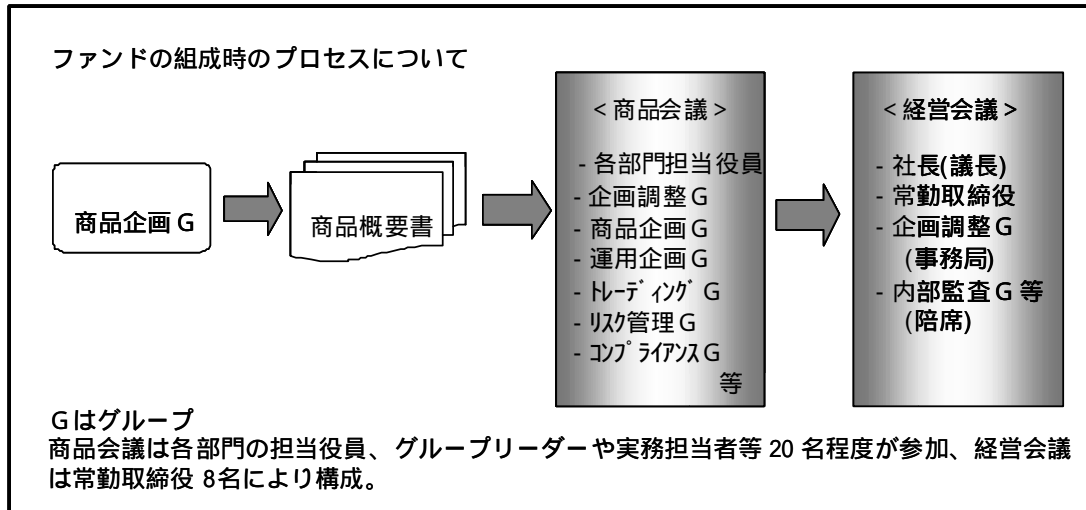 ファンドの組成時のプロセスについて
商品企画G
商品概要書
<商品会議>
- 各部門担当役員
- 企画調整G
- 商品企画G
- 運用企画G
- ﾄﾚｰﾃﾞｨﾝｸﾞG
- ﾘｽｸ管理G
- ｺﾝﾌﾟﾗｲｱﾝｽG
等
<経営会議>
- 社長(議長)
- 常勤取締役
- 企画調整G
(事務局)
- 内部監査G等
(陪席)
Gはグループ
商品会議は各部門の担当役員、グループリーダーや実務担当者等 20 名程度が参加、経営会議
は常勤取締役 8名により構成。